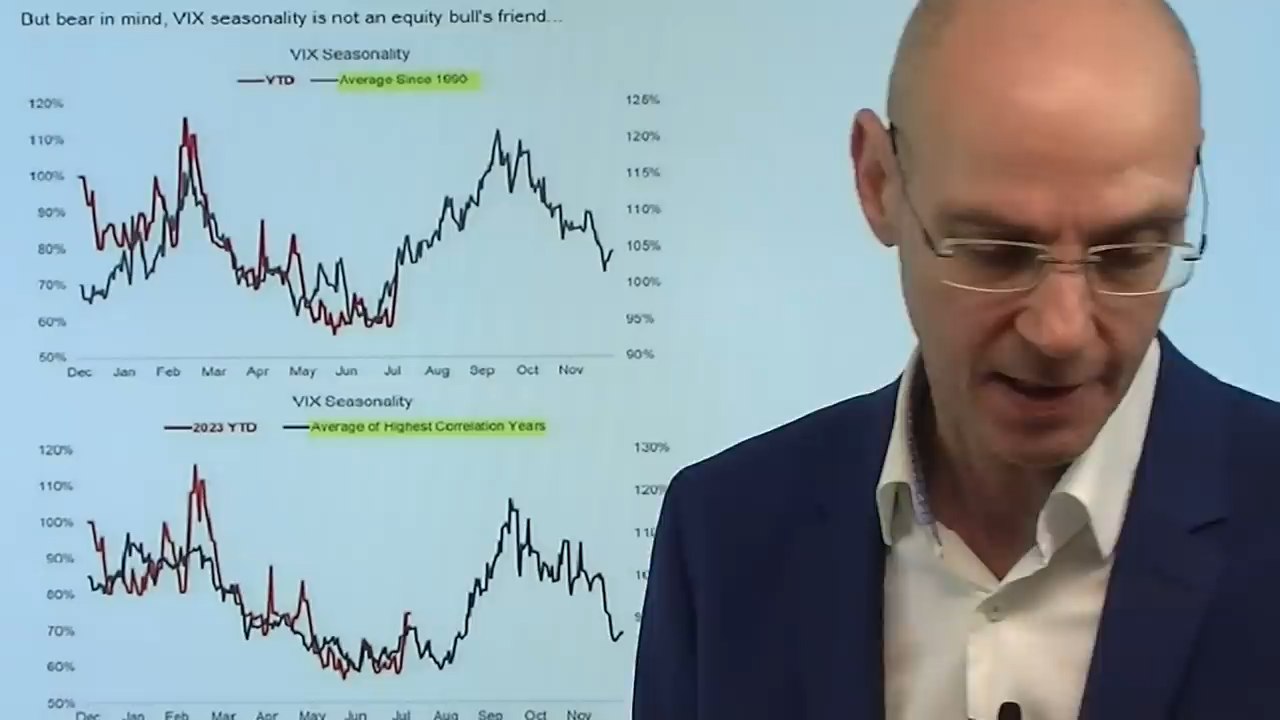 But bear in mind, VIX seasonality is not an equity bull's friend...
VIX Seasonality
YTD Average Since 1990
120% 125%
110% 120%
100% 115%
90% 110%
80% 105%
70% 100%
60% 95%
50% 90%
Dec Jan Feb Mar Apr May Jun Jul Aug Sep Oct Nov
VIX Seasonality
2023 YTD Average of Highest Correlation Years
120% 130%
110% 120%
100%
90%
80%
70%
60%
50%
Dec Jan Feb Mar Apr May Jun Jul Aug Sep Oct Nov